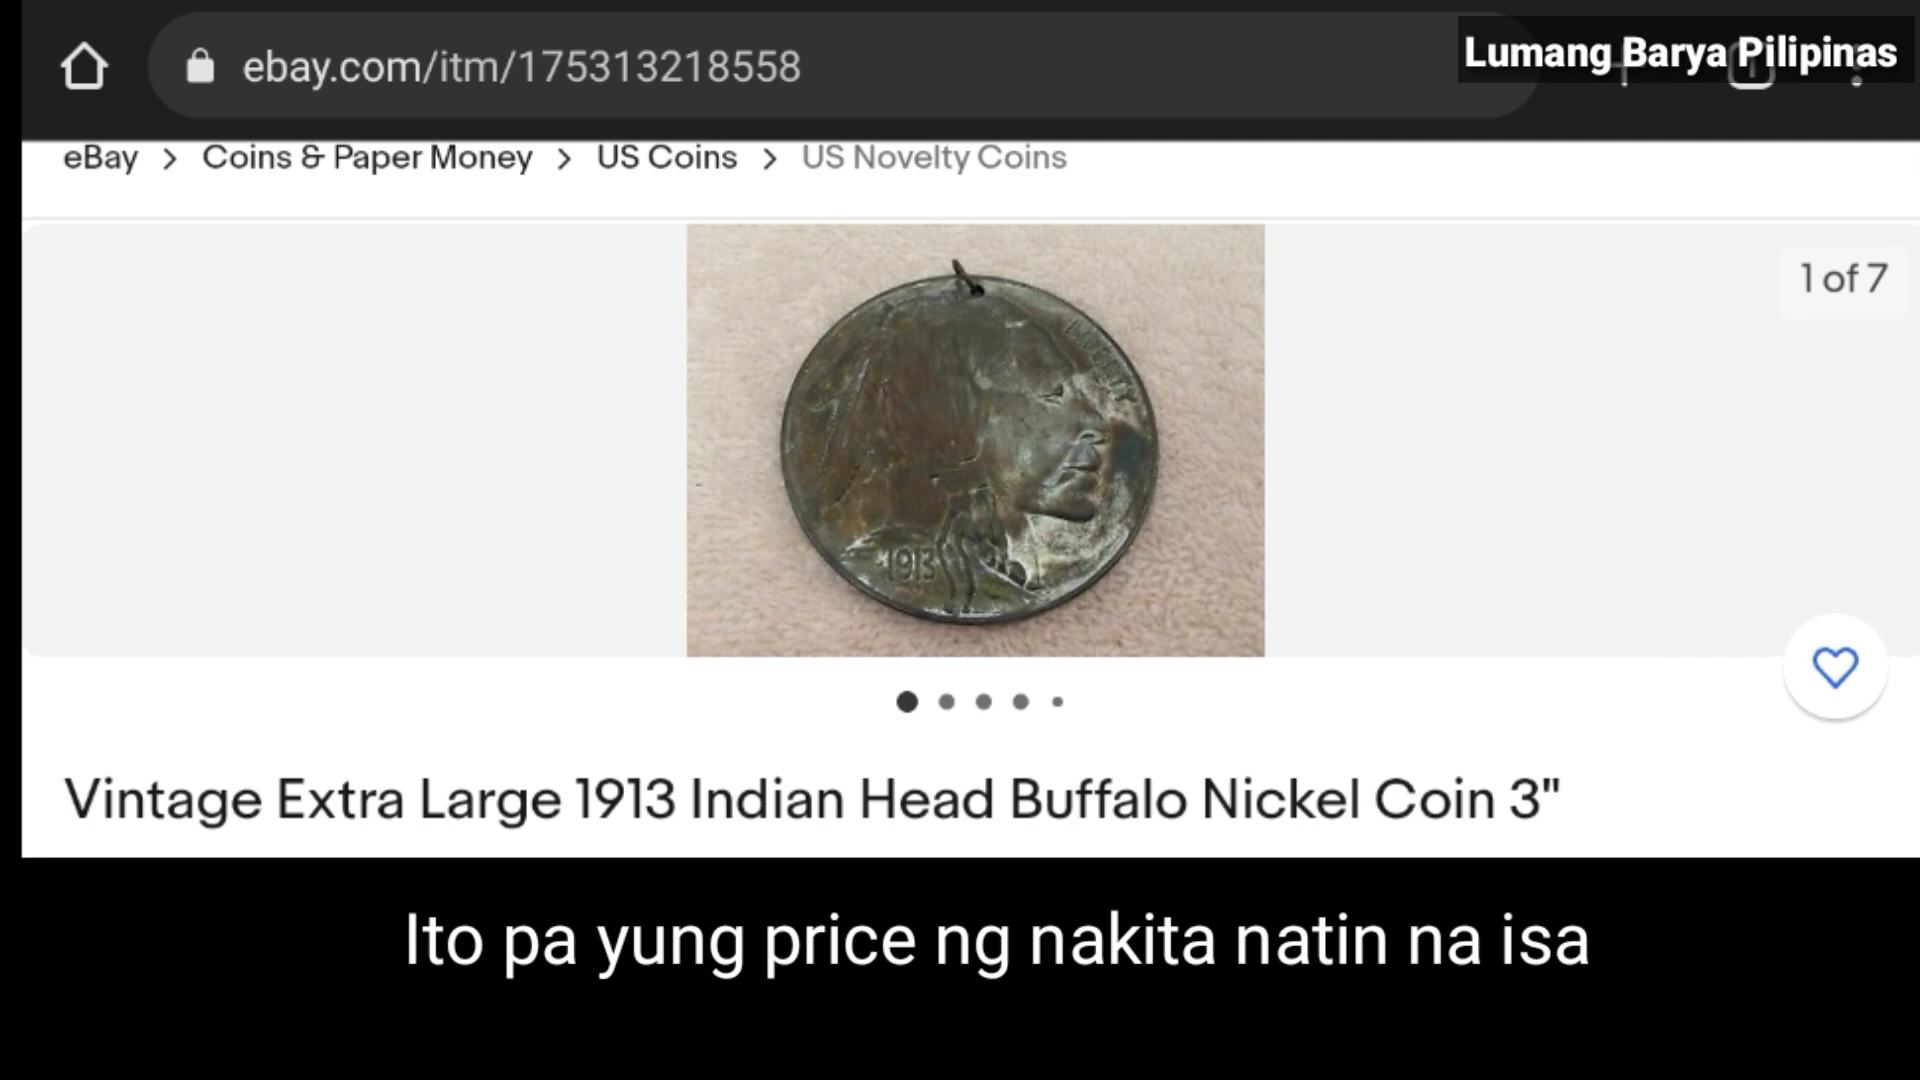 ebay.com/itm/175313218558
Lumang Barya Pilipinas
eBay > Coins & Paper Money > US Coins > US Novelty Coins
1 of 7
LIBERTY
1913
Vintage Extra Large 1913 Indian Head Buffalo Nickel Coin 3"
Ito pa yung price ng nakita natin na isa